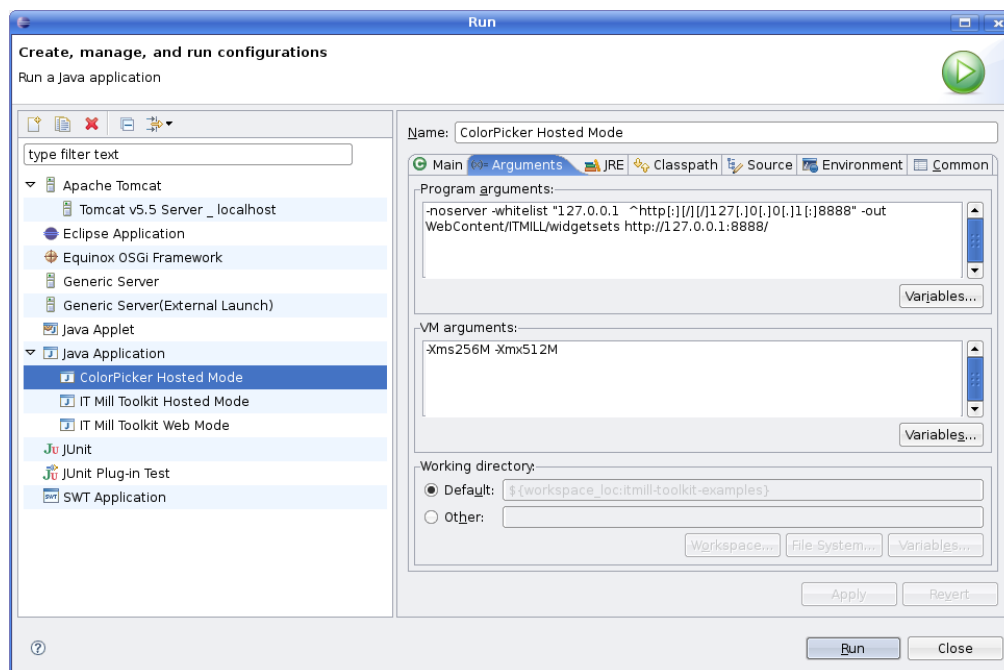 Run
Create, manage, and run configurations
Run a Java application
type filter text
Apache Tomcat
Tomcat v5.5 Server _ localhost
Eclipse Application
Equinox OSGi Framework
Generic Server
Generic Server(External Launch)
Java Applet
Java Application
ColorPicker Hosted Mode
IT Mill Toolkit Hosted Mode
IT Mill Toolkit Web Mode
Ju JUnit
JUnit Plug-in Test
SWT SWT Application
Name: ColorPicker Hosted Mode
Main (x)= Arguments JRE Classpath Source Environment Common
Program arguments:
-noserver -whitelist "127.0.0.1 ^http[:][/][/]127[.]0[.]0[.]1[:]8888" -out
WebContent/ITMILL/widgetsets http://127.0.0.1:8888/
Variables...
VM arguments:
-Xms256M -Xmx512M
Variables...
Working directory:
Default: ${workspace_loc:itmill-toolkit-examples}
Other:
Workspace... File System... Variables...
Apply Revert
? Run Close